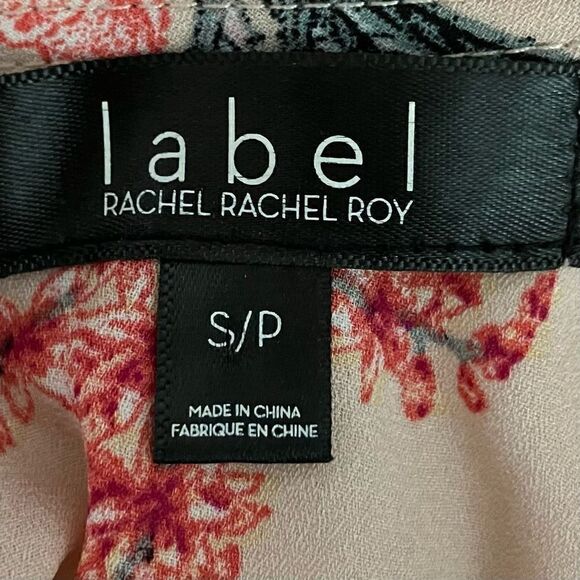 label
RACHEL RACHEL ROY
S/P
MADE IN CHINA
FABRIQUE EN CHINE